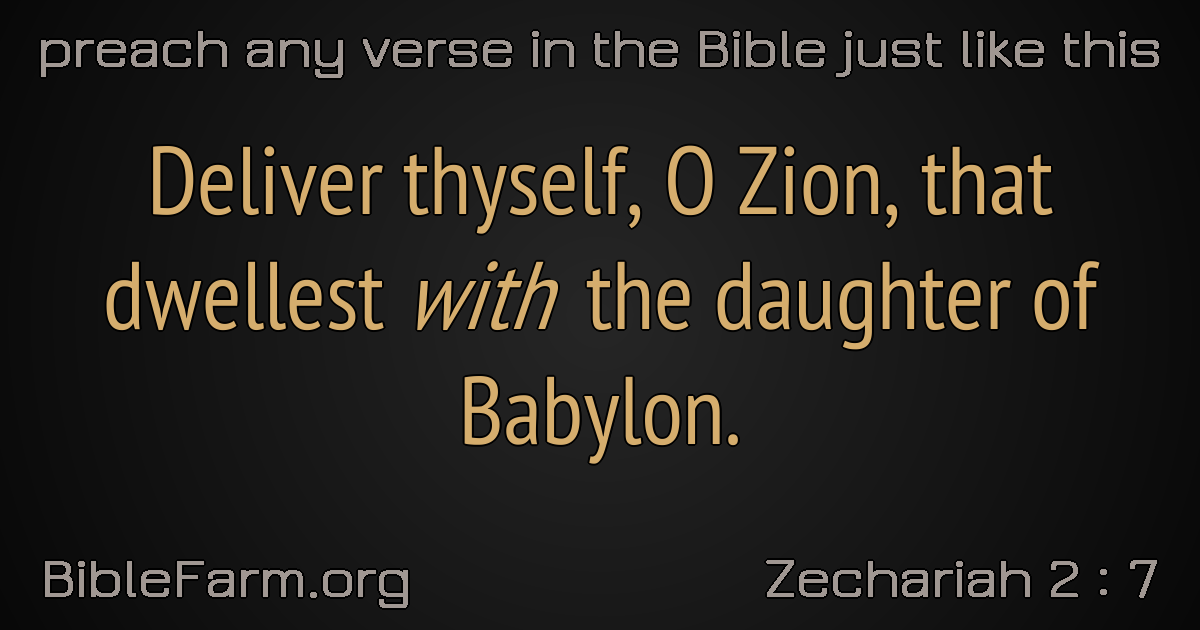 preach any verse in the Bible just like this
Deliver thyself, O Zion, that
dwellest with the daughter of
Babylon.
BibleFarm.org
Zechariah 2 : 7